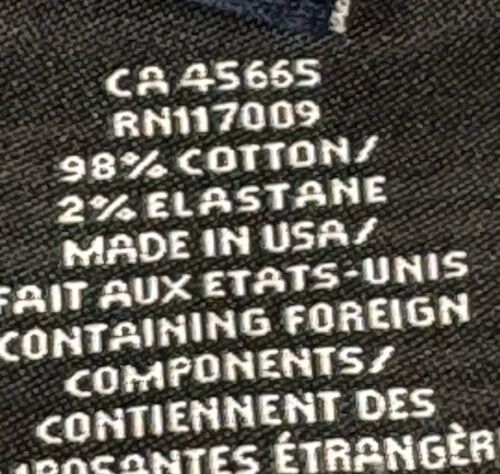 CA 45665
RN117009
98% COTTON/
2% ELASTANE
MADE IN USA/
FAIT AUX ETATS-UNIS
CONTAINING FOREIGN
COMPONENTS/
CONTIENNENT DES